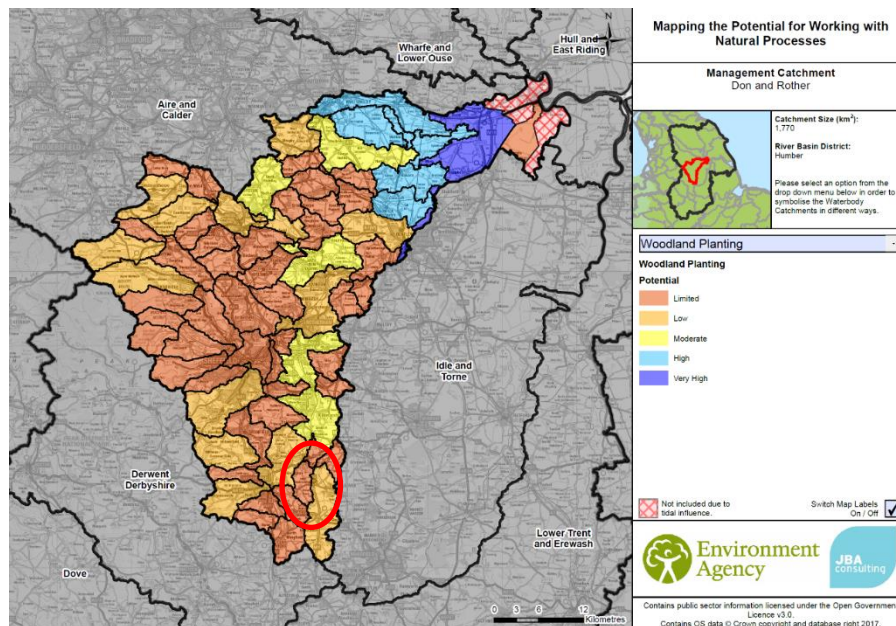 Wharfe and
Lower Ouse
Hull and
East Riding
N
Aire and
Calder
Idle and
Torne
Derwent
Derbyshire
Lower Trent
and Erewash
Dove
0 3 6 12
Kilometres
Mapping the Potential for Working with
Natural Processes
Management Catchment
Don and Rother
Catchment Size (km²):
1,770
River Basin District:
Humber
Please select an option from the
drop down menu below in order to
symbolise the Waterbody
Catchments in different ways.
Woodland Planting
Woodland Planting
Potential
Limited
Low
Moderate
High
Very High
Not included due to
tidal influence.
Switch Map Labels
On / Off
Environment
Agency
JBA
consulting
Contains public sector information licensed under the Open Governmen
Licence v3.0.
Contains OS data © Crown copyright and database right 2017.